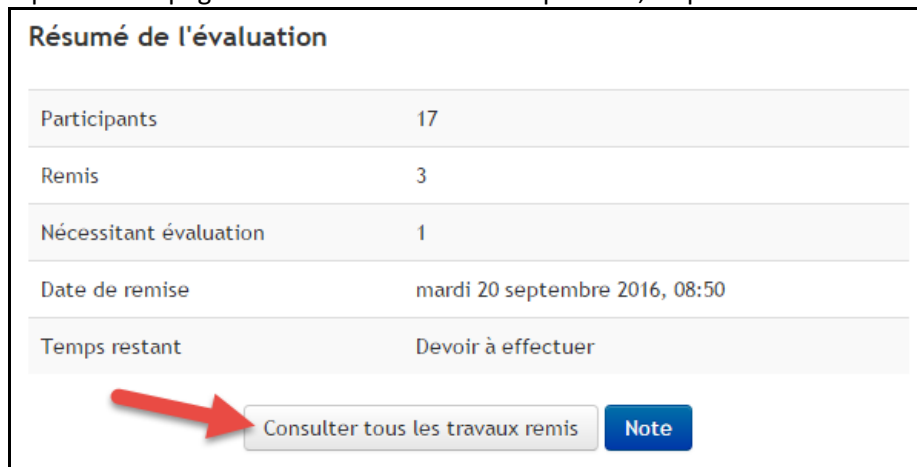 Résumé de l'évaluation
Participants 17
Remis 3
Nécessitant évaluation 1
Date de remise mardi 20 septembre 2016, 08:50
Temps restant Devoir à effectuer
Consulter tous les travaux remis Note